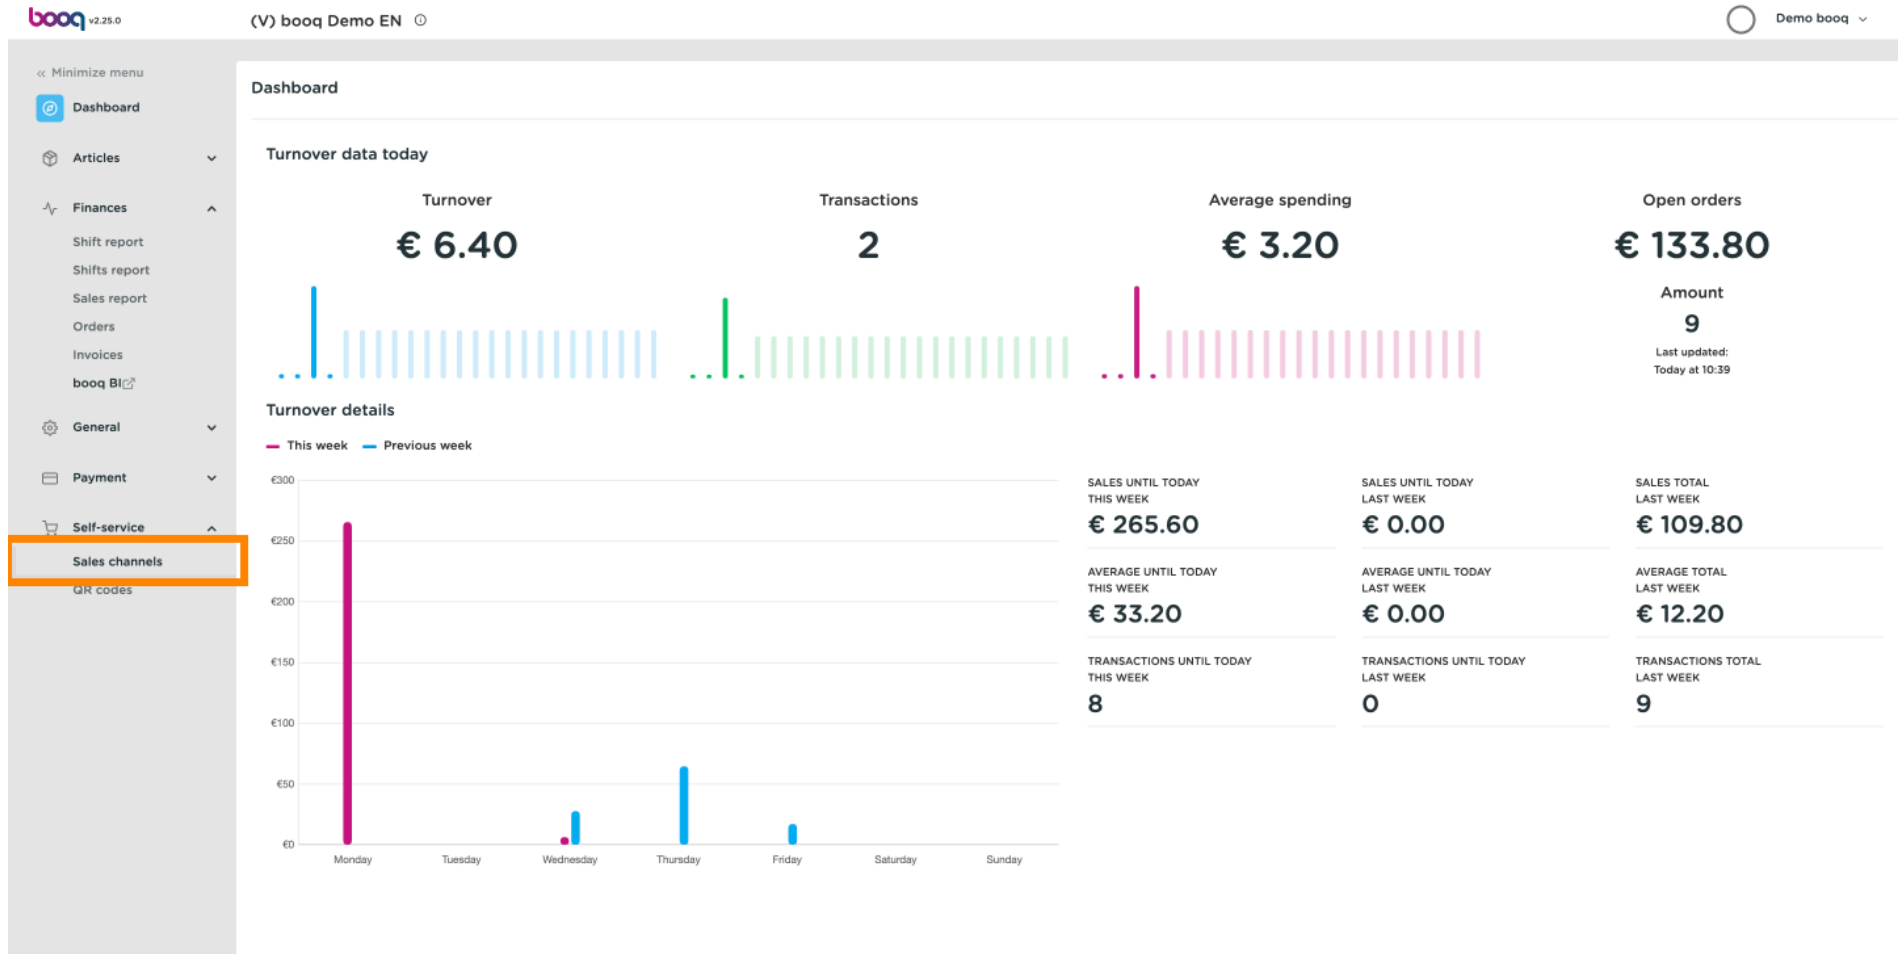 booq v2.25.0
(V) booq Demo EN
Demo booq
« Minimize menu
Dashboard
Articles
Finances
Shift report
Shifts report
Sales report
Orders
Invoices
booq BI
General
Payment
Self-service
Sales channels
QR codes
Dashboard
Turnover data today
Turnover
€ 6.40
Transactions
2
Average spending
€ 3.20
Open orders
€ 133.80
Amount
9
Last updated:
Today at 10:39
Turnover details
This week
Previous week
€300
€250
€200
€150
€100
€50
€0
Monday
Tuesday
Wednesday
Thursday
Friday
Saturday
Sunday
SALES UNTIL TODAY
THIS WEEK
€ 265.60
SALES UNTIL TODAY
LAST WEEK
€ 0.00
SALES TOTAL
LAST WEEK
€ 109.80
AVERAGE UNTIL TODAY
THIS WEEK
€ 33.20
AVERAGE UNTIL TODAY
LAST WEEK
€ 0.00
AVERAGE TOTAL
LAST WEEK
€ 12.20
TRANSACTIONS UNTIL TODAY
THIS WEEK
8
TRANSACTIONS UNTIL TODAY
LAST WEEK
0
TRANSACTIONS TOTAL
LAST WEEK
9